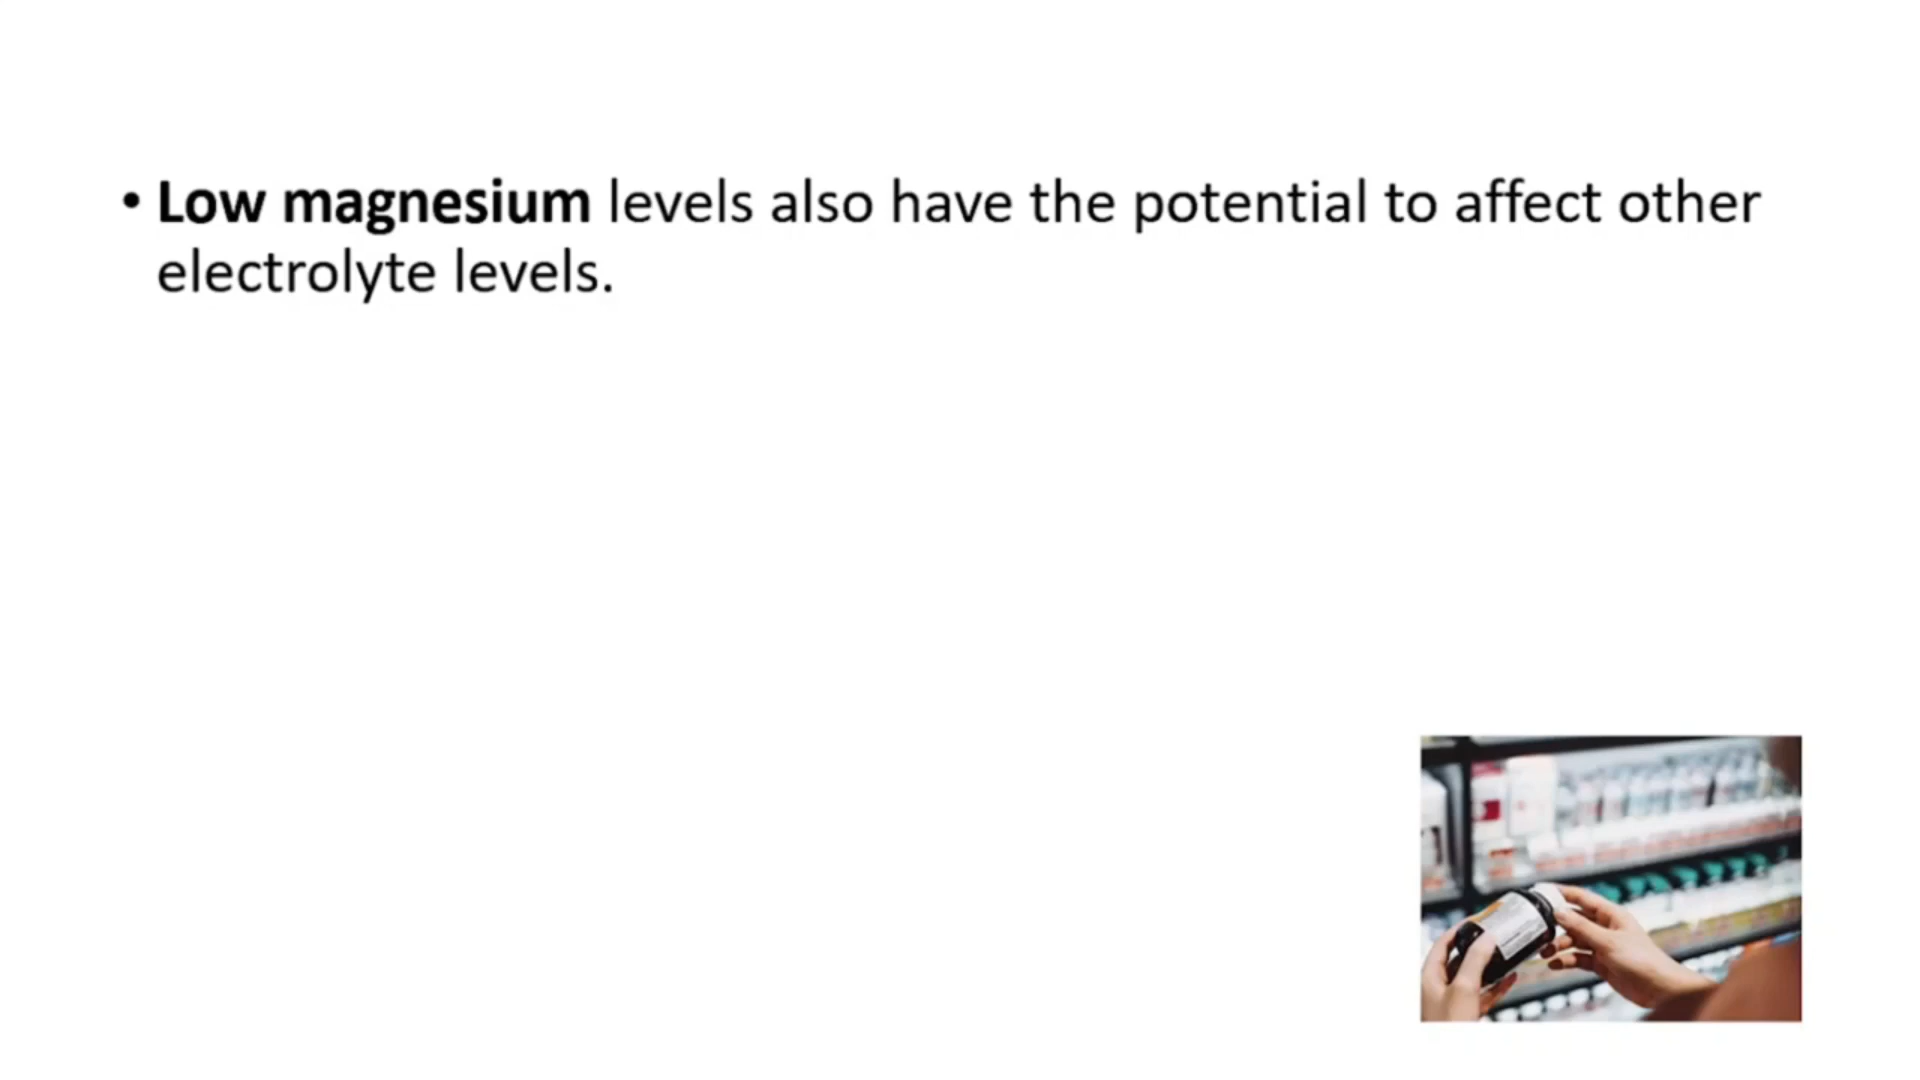 • Low magnesium levels also have the potential to affect other
electrolyte levels.